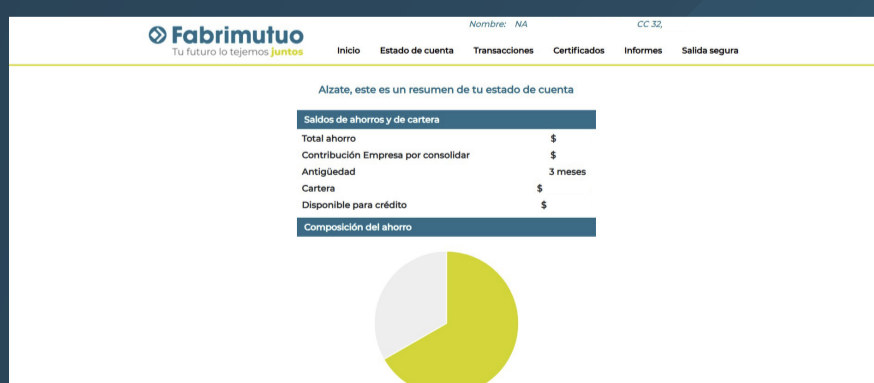 Nombre: NA CC 32,
Fabrimutuo
Tu futuro lo tejemos juntos
Inicio Estado de cuenta Transacciones Certificados Informes Salida segura
Alzate, este es un resumen de tu estado de cuenta
Saldos de ahorros y de cartera
Total ahorro $
Contribución Empresa por consolidar $
Antigüedad 3 meses
Cartera $
Disponible para crédito $
Composición del ahorro